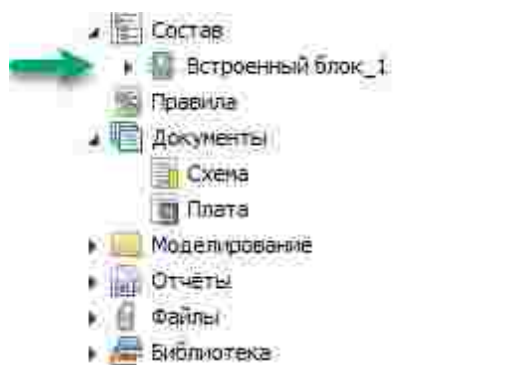 Состав
Встроенный блок_1
Правила
Документы
Схема
Плата
Моделирование
Отчёты
Файлы
Библиотека